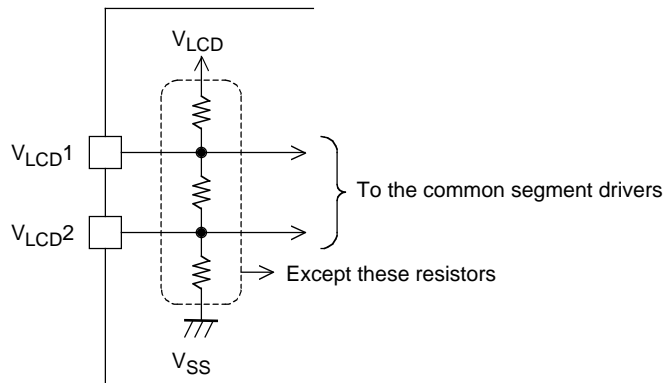 VLCD
VLCD1
To the common segment drivers
VLCD2
Except these resistors
VSS